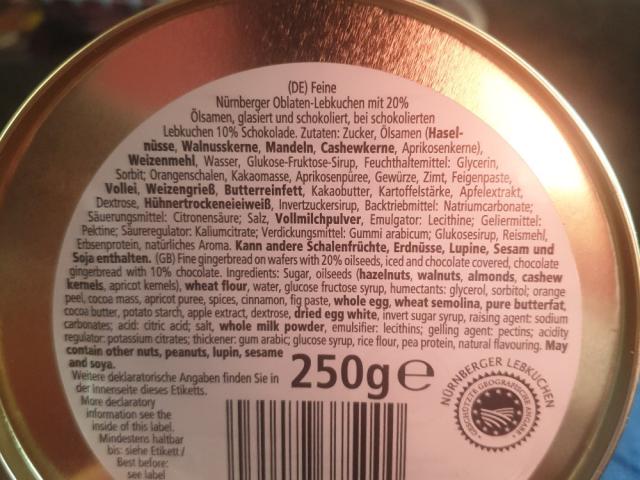 (DE) Feine
Nürnberger Oblaten-Lebkuchen mit 20%
Ölsamen, glasiert und schokoliert, bei schokolierten
Lebkuchen 10% Schokolade. Zutaten: Zucker, Ölsamen (Hasel-
nüsse, Walnusskerne, Mandeln, Cashewkerne, Aprikosenkerne),
Weizenmehl, Wasser, Glukose-Fruktose-Sirup, Feuchthaltemittel: Glycerin,
Sorbit; Orangenschalen, Kakaomasse, Aprikosenpüree, Gewürze, Zimt, Feigenpaste,
Vollei, Weizengrieß, Butterreinfett, Kakaobutter, Kartoffelstärke, Apfelextrakt,
Dextrose, Hühnertrockeneieiweiß, Invertzuckersirup, Backtriebmittel: Natriumcarbonate;
Säuerungsmittel: Citronensäure; Salz, Vollmilchpulver, Emulgator: Lecithine; Geliermittel:
Pektine; Säureregulator: Kaliumcitrate; Verdickungsmittel: Gummi arabicum; Glukosesirup, Reismehl,
Erbsenprotein, natürliches Aroma. Kann andere Schalenfrüchte, Erdnüsse, Lupine, Sesam und
Soja enthalten. (GB) Fine gingerbread on wafers with 20% oilseeds, iced and chocolate covered, chocolate
gingerbread with 10% chocolate. Ingredients: Sugar, oilseeds (hazelnuts, walnuts, almonds, cashew
kernels, apricot kernels), wheat flour, water, glucose fructose syrup, humectants: glycerol, sorbitol; orange
peel, cocoa mass, apricot puree, spices, cinnamon, fig paste, whole egg, wheat semolina, pure butterfat,
cocoa butter, potato starch, apple extract, dextrose, dried egg white, invert sugar syrup, raising agent: sodium
carbonates; acid: citric acid; salt, whole milk powder, emulsifier: lecithins; gelling agent: pectins; acidity
regulator: potassium citrates; thickener: gum arabic; glucose syrup, rice flour, pea protein, natural flavouring. May
contain other nuts, peanuts, lupin, sesame
and soya.
Weitere deklaratorische Angaben finden Sie in
der Innenseite dieses Etiketts.
More declaratory
information see the
inside of this label.
Mindestens haltbar
bis: siehe Etikett /
Best before:
see label
250g e
NÜRNBERGER LEBKUCHEN
GESCHÜTZTE GEOGRAFISCHE ANGABE